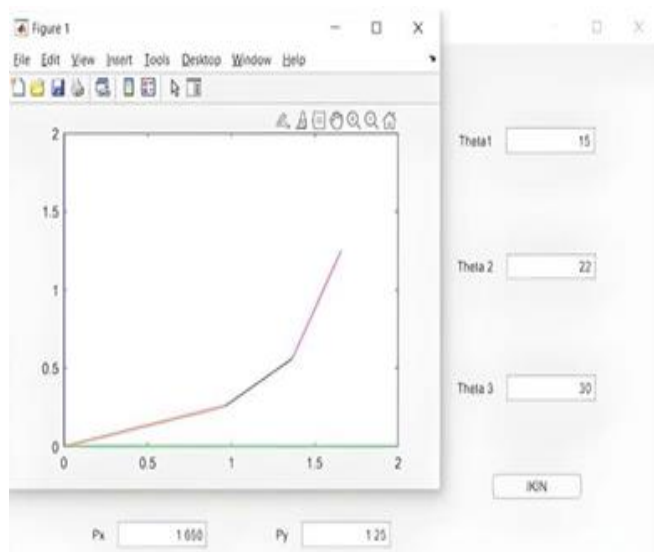 Figure 1
File Edit View Insert Tools Desktop Window Help
2
1.5
1
0.5
0
0 0.5 1 1.5 2
Theta1 15
Theta 2 22
Theta 3 30
IKIN
Px 1.650 Py 1.25